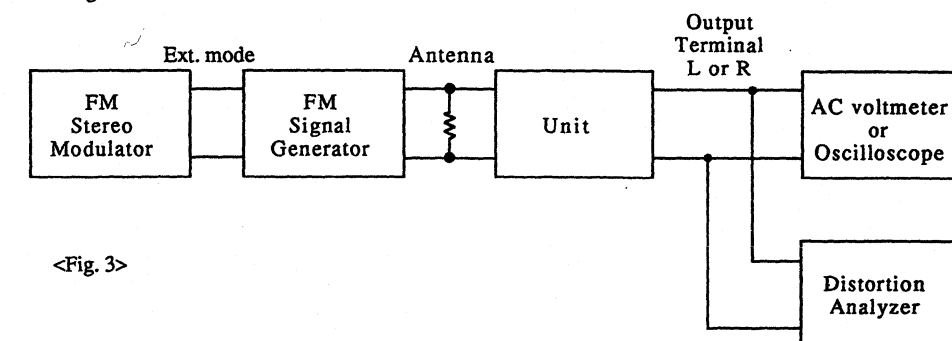 Output
Terminal
L or R
Ext. mode
Antenna
FM
Stereo
Modulator
FM
Signal
Generator
Unit
AC voltmeter
or
Oscilloscope
<Fig. 3>
Distortion
Analyzer